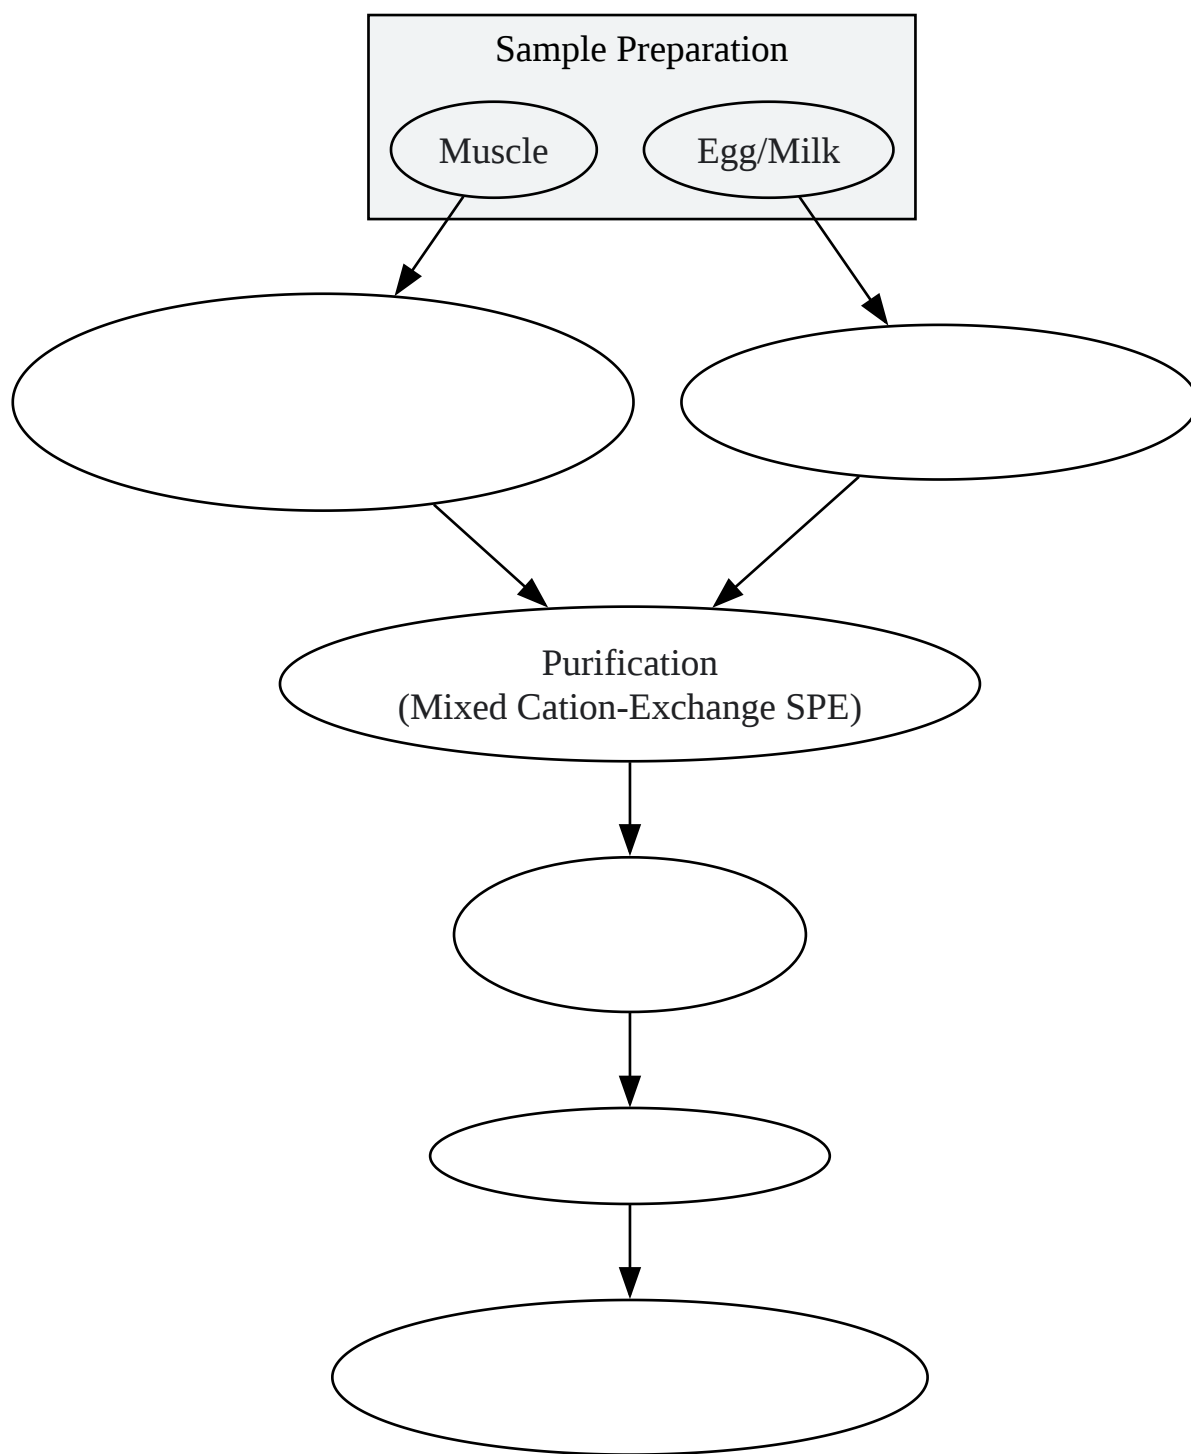 Sample Preparation
Muscle
Egg/Milk
Purification
(Mixed Cation-Exchange SPE)